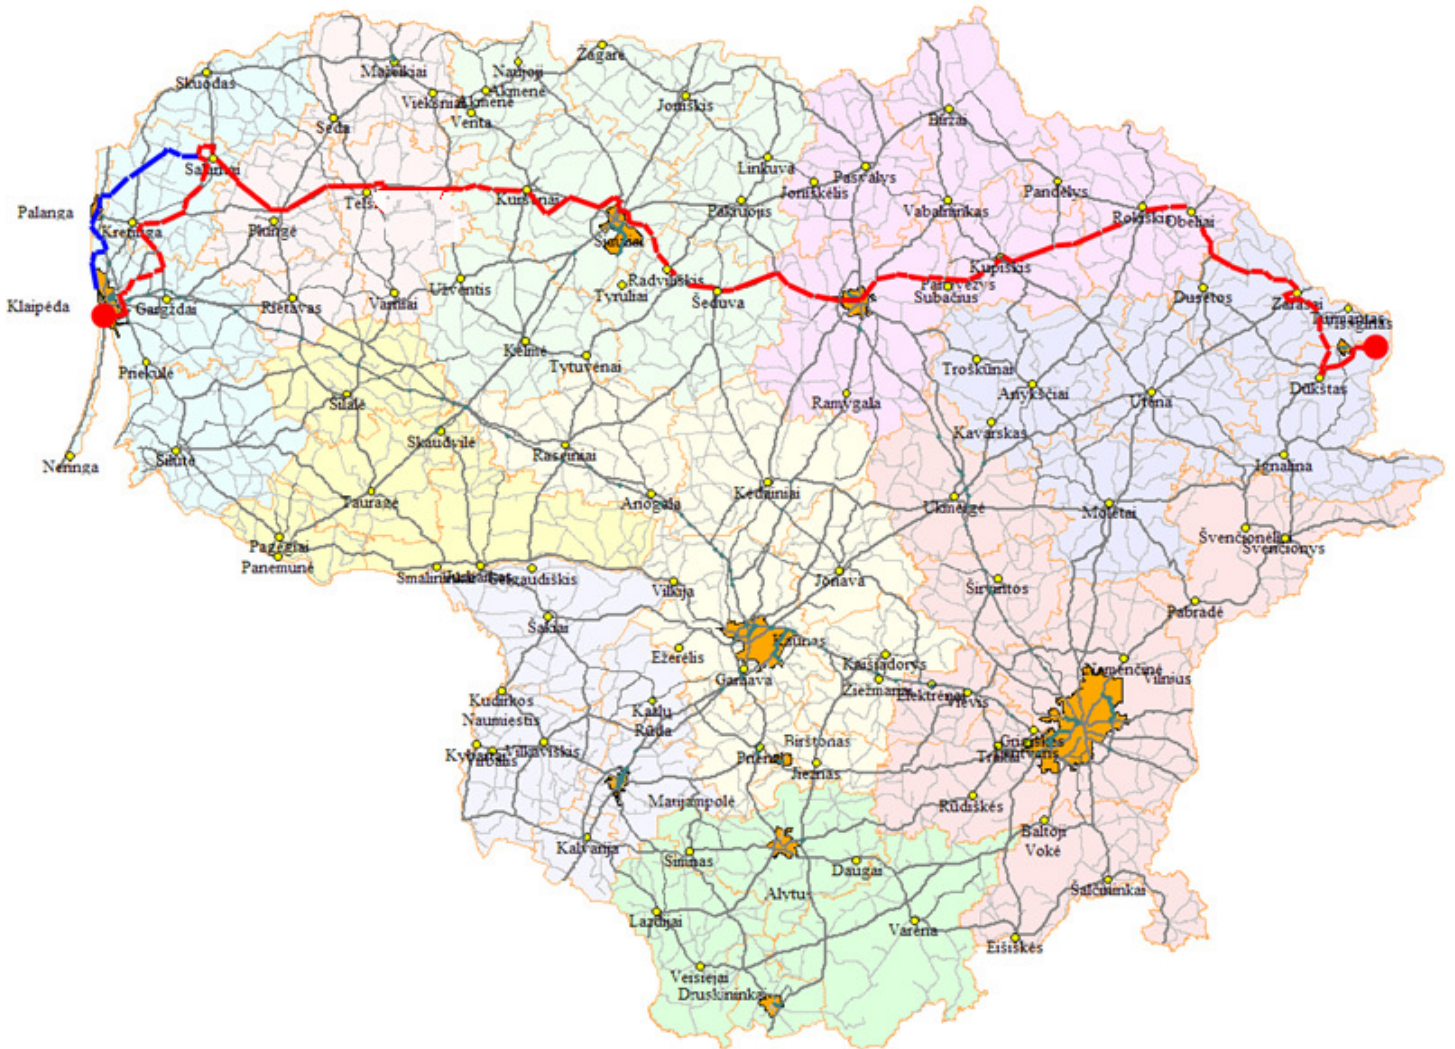 Žagarė
Mažeikiai
Naujoji
Akmenė
Skuodas
Viekšniai
Akmenė
Joniškis
Venta
Biržai
Seda
Linkuva
Salantai
Pasvalys
Joniškėlis
Pandėlys
Kuršėnai
Pakruojis
Vabalninkas
Palanga
Rokiškis
Obeliai
Kretinga
Plungė
Šiauliai
Kupiškis
Radviliškis
Užventis
Tyruliai
Panevėžys
Subačius
Dusetos
Zarasai
Klaipėda
Gargždai
Rietavas
Varniai
Šeduva
Turmantas
Visaginas
Kelmė
Tytuvėnai
Priekulė
Troškūnai
Dūkštas
Anykščiai
Utena
Šilalė
Ramygala
Kavarskas
Skaudvilė
Raseiniai
Neringa
Šilutė
Ignalina
Kėdainiai
Tauragė
Ariogala
Ukmergė
Molėtai
Pagėgiai
Panemunė
Švenčionėliai
Švenčionys
Smalininkai
Jurbarkas
Gelgaudiškis
Vilkija
Jonava
Širvintos
Pabradė
Šakiai
Kaunas
Ežerėlis
Kaišiadorys
Nemenčinė
Vilnius
Garliava
Žiežmariai
Elektrėnai
Vievis
Kudirkos
Naumiestis
Kazlų
Rūda
Birštonas
Grigiškės
Kybartai
Virbalis
Vilkaviškis
Prienai
Jieznas
Trakai
Lentvaris
Marijampolė
Rūdiškės
Baltoji
Vokė
Kalvarija
Simnas
Daugai
Alytus
Šalčininkai
Lazdijai
Varėna
Eišiškės
Veisiejai
Druskininkai